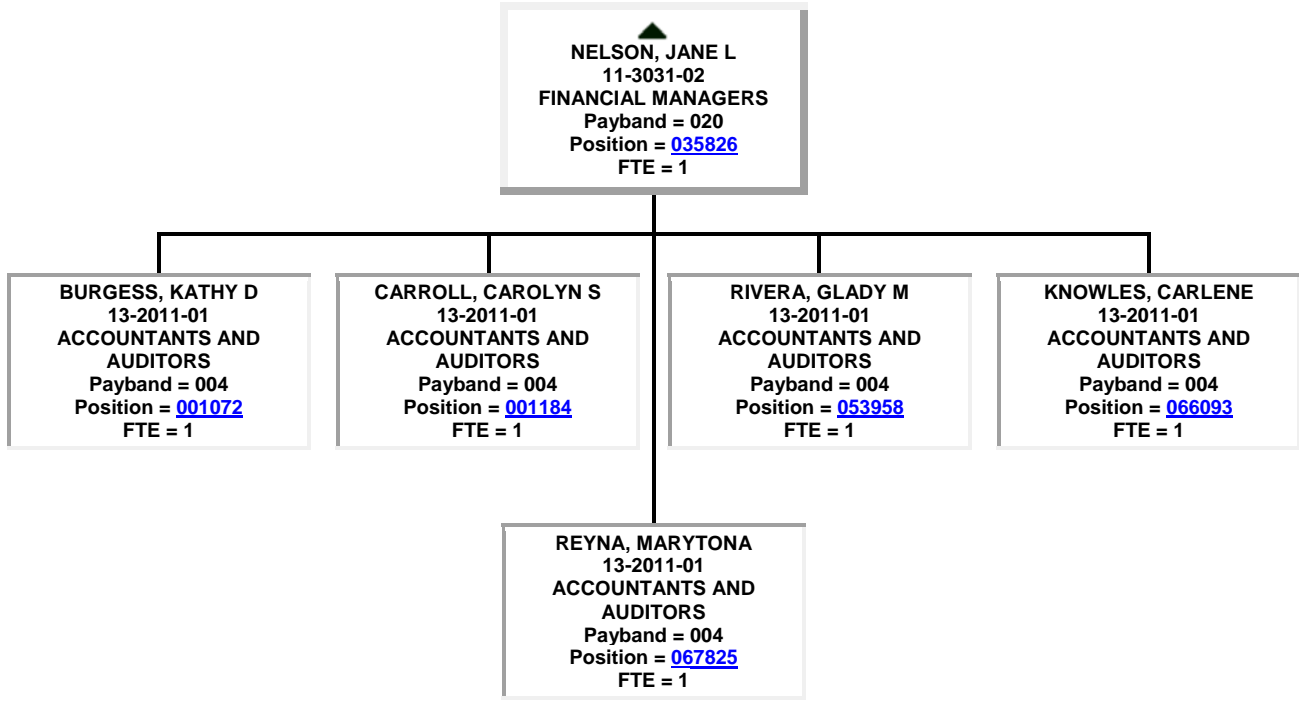 NELSON, JANE L
11-3031-02
FINANCIAL MANAGERS
Payband = 020
Position = 035826
FTE = 1
BURGESS, KATHY D
13-2011-01
ACCOUNTANTS AND
AUDITORS
Payband = 004
Position = 001072
FTE = 1
CARROLL, CAROLYN S
13-2011-01
ACCOUNTANTS AND
AUDITORS
Payband = 004
Position = 001184
FTE = 1
RIVERA, GLADY M
13-2011-01
ACCOUNTANTS AND
AUDITORS
Payband = 004
Position = 053958
FTE = 1
KNOWLES, CARLENE
13-2011-01
ACCOUNTANTS AND
AUDITORS
Payband = 004
Position = 066093
FTE = 1
REYNA, MARYTONA
13-2011-01
ACCOUNTANTS AND
AUDITORS
Payband = 004
Position = 067825
FTE = 1